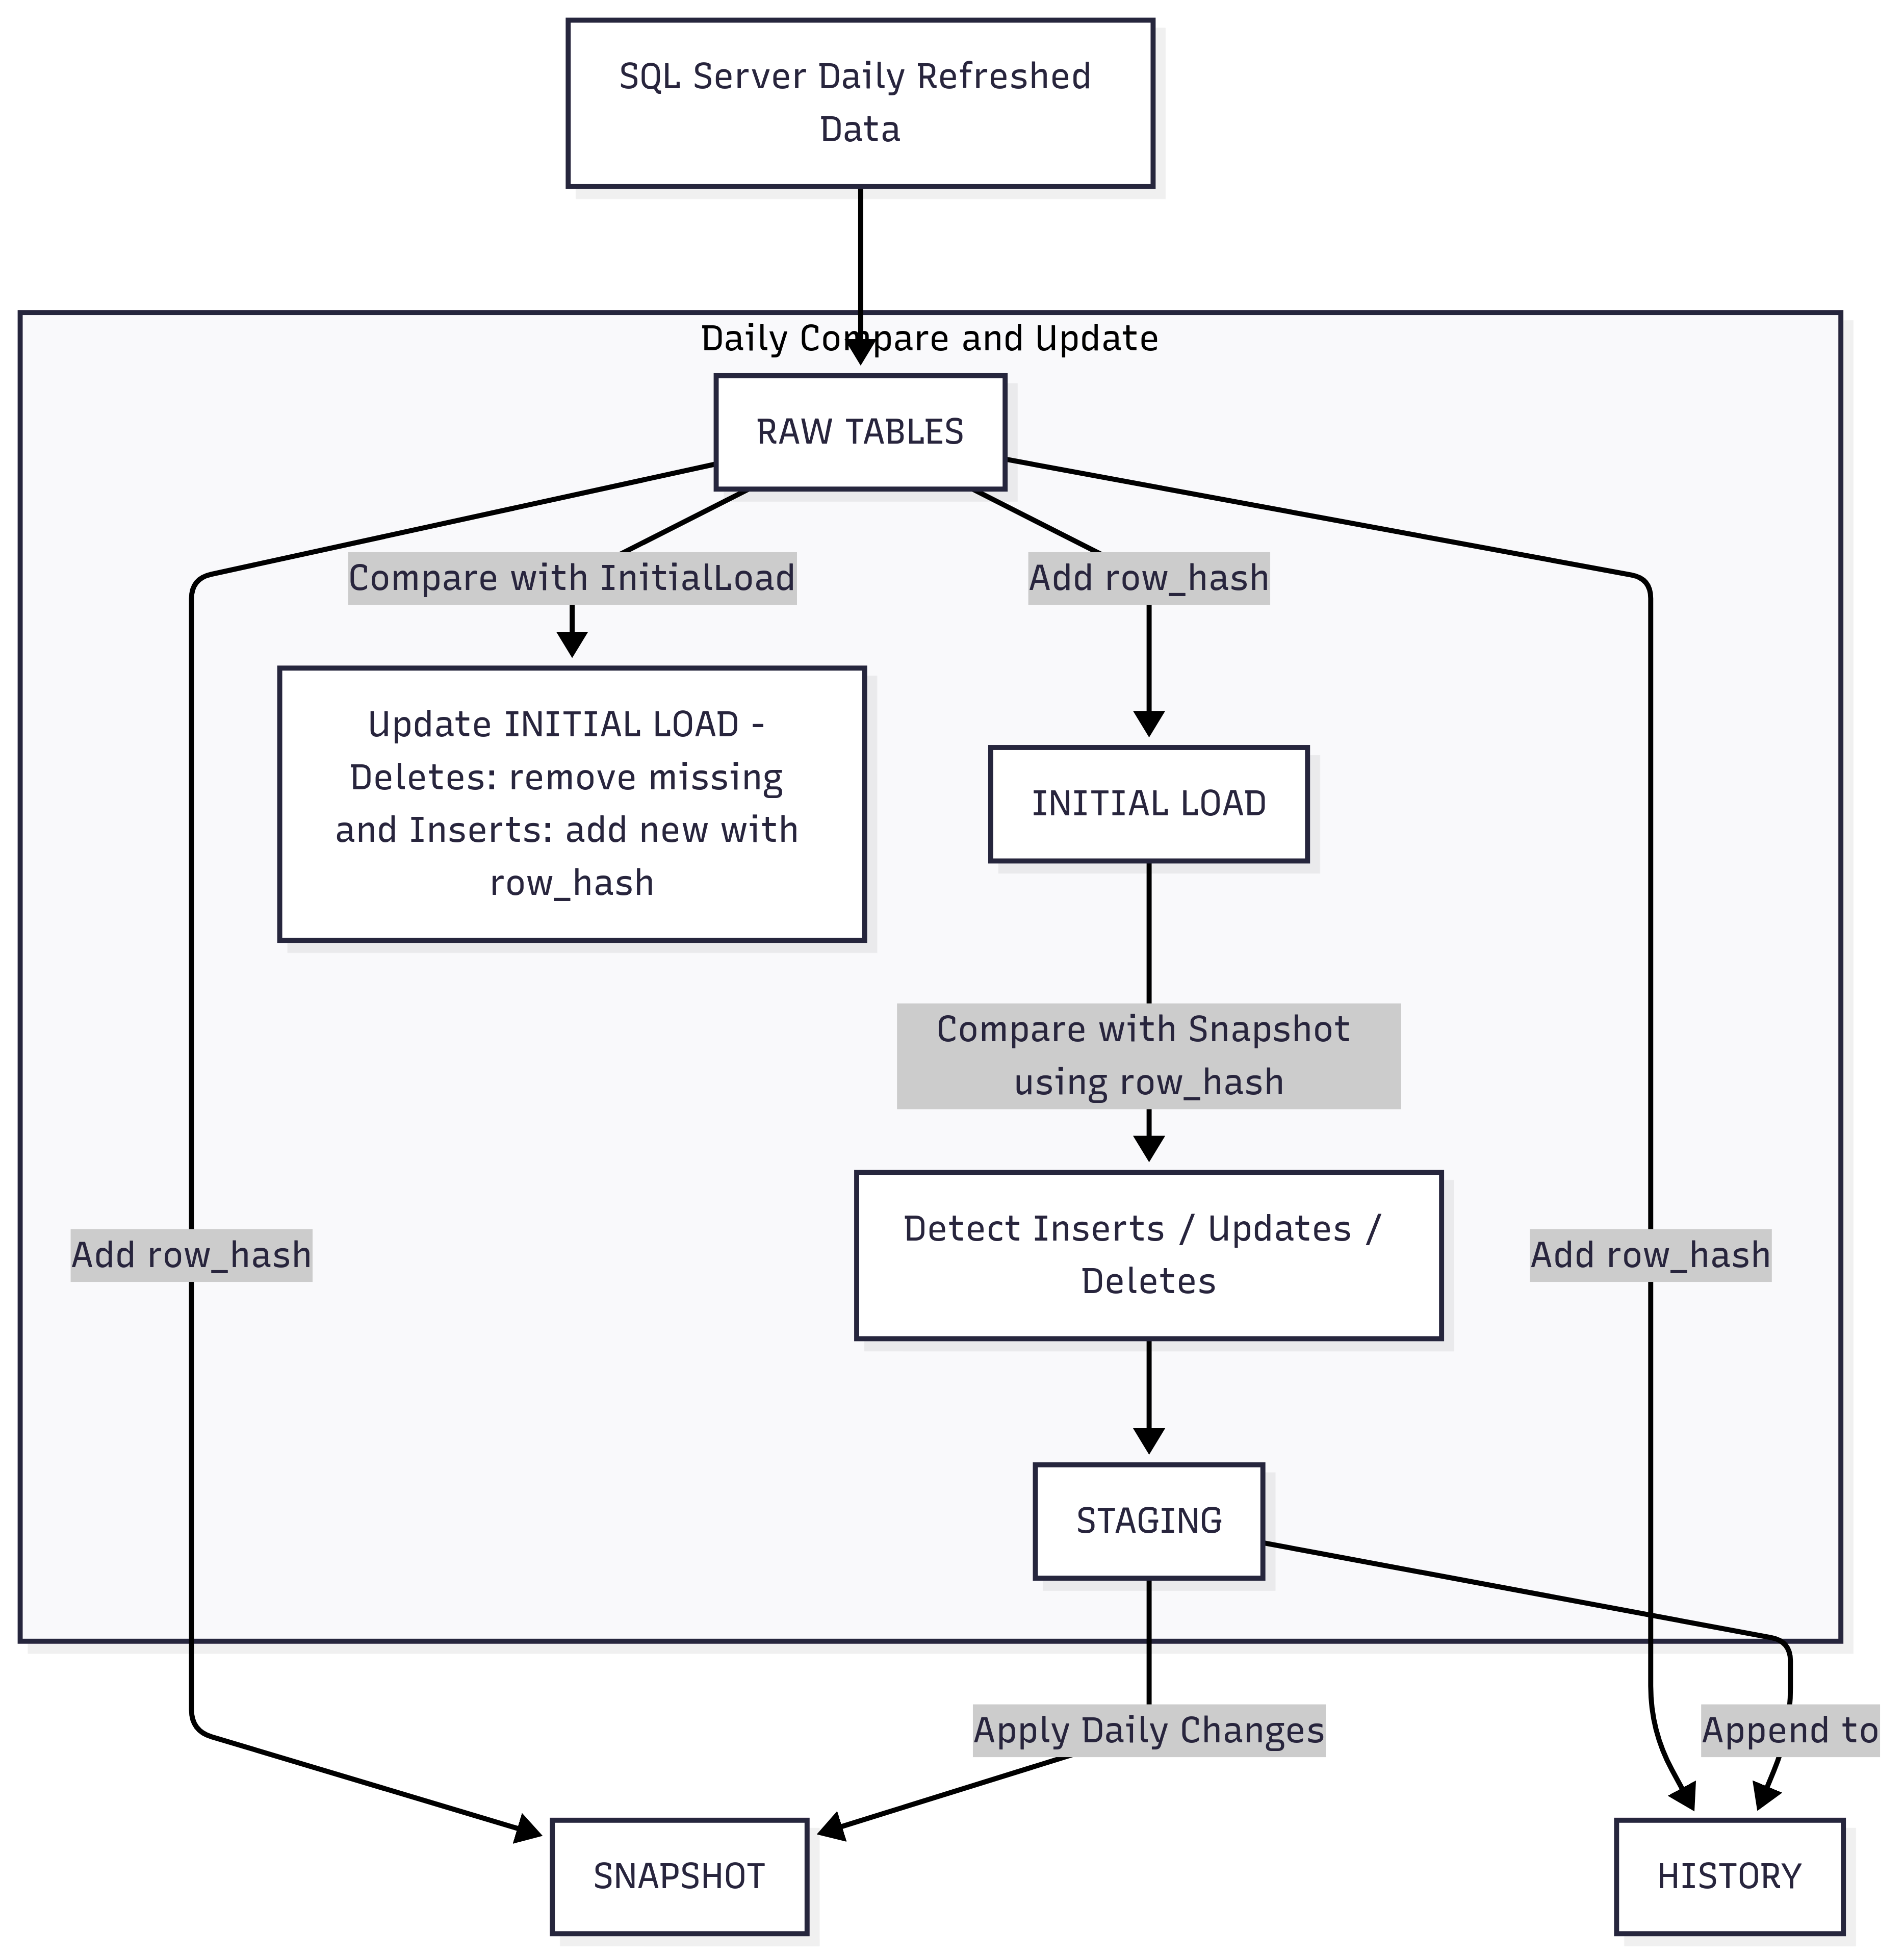 SQL Server Daily Refreshed
Data
Daily Compare and Update
RAW TABLES
Compare with InitialLoad
Add row_hash
Update INITIAL LOAD -
Deletes: remove missing
and Inserts: add new with
row_hash
INITIAL LOAD
Compare with Snapshot
using row_hash
Add row_hash
Detect Inserts / Updates /
Deletes
Add row_hash
STAGING
Apply Daily Changes
Append to
SNAPSHOT
HISTORY